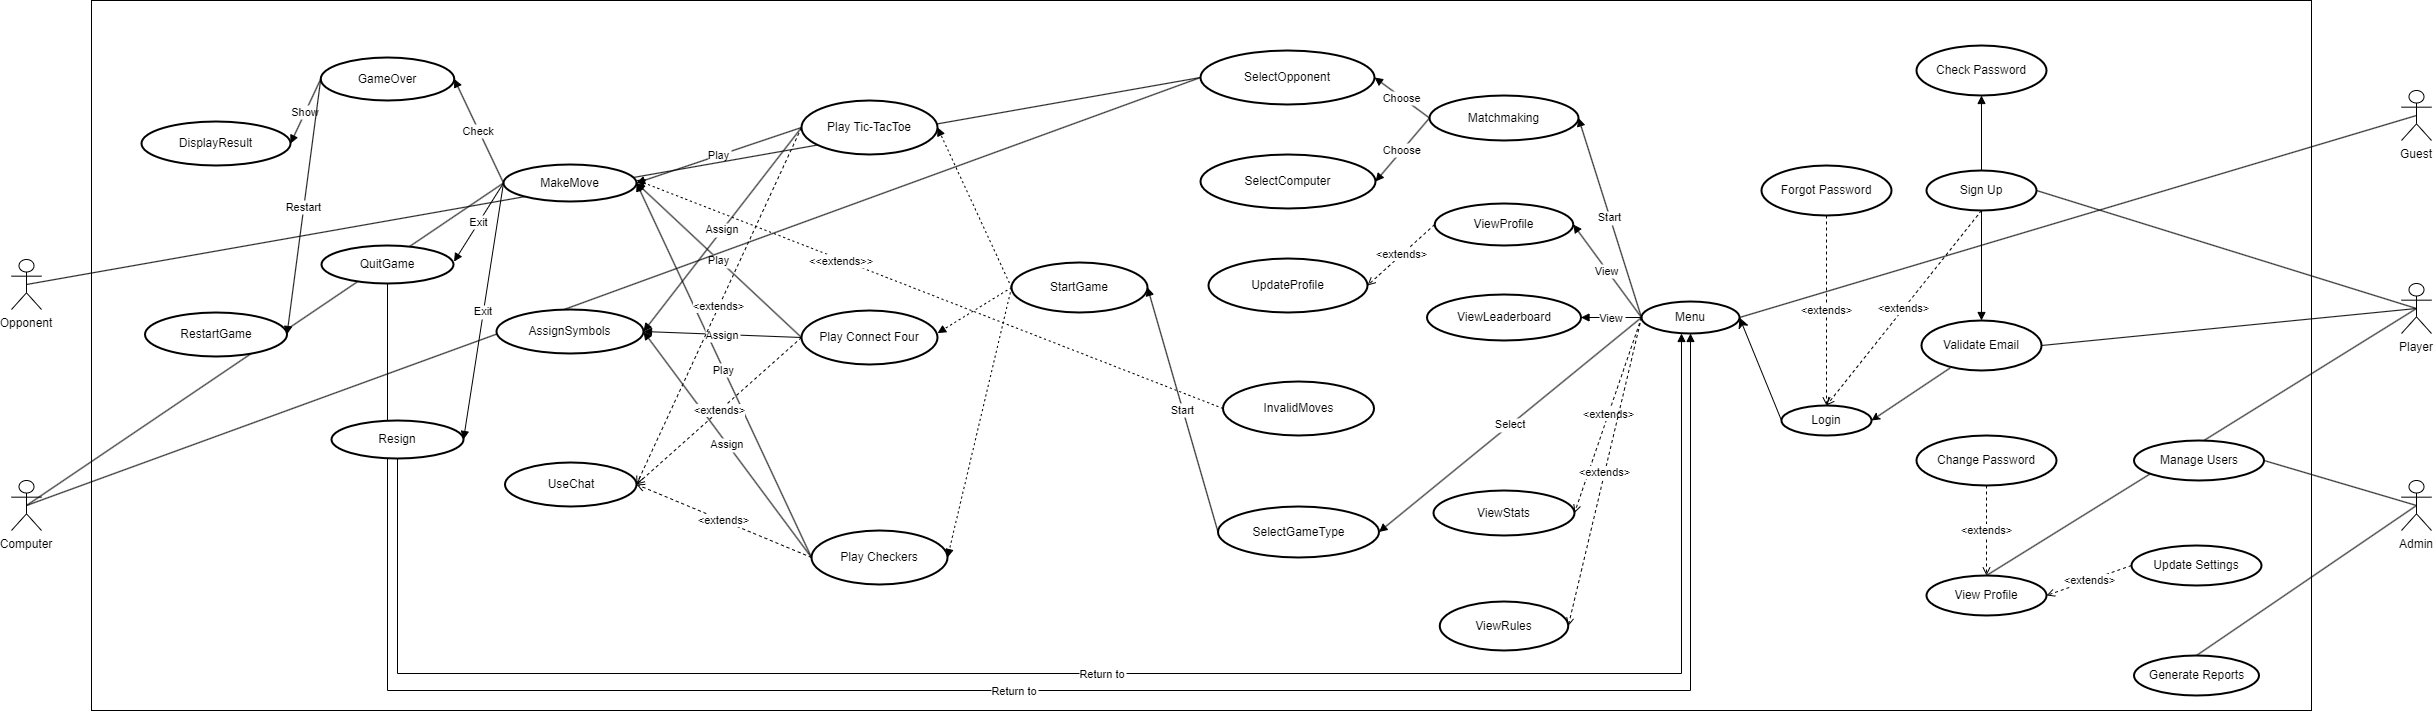 GameOver
Show
DisplayResult
Restart
Check
MakeMove
Exit
QuitGame
RestartGame
Exit
Resign
Opponent
Computer
Play Tic-TacToe
Play
Assign
Play
<extends>
AssignSymbols
Assign
Play Connect Four
Play
<extends>
Assign
UseChat
<extends>
Play Checkers
<<extends>>
StartGame
SelectOpponent
Choose
Matchmaking
Choose
SelectComputer
ViewProfile
<extends>
UpdateProfile
Start
View
ViewLeaderboard
View
Menu
InvalidMoves
Start
Select
<extends>
<extends>
ViewStats
SelectGameType
ViewRules
Return to
Return to
Check Password
Forgot Password
Sign Up
<extends>
<extends>
Validate Email
Login
Change Password
Manage Users
<extends>
Update Settings
<extends>
View Profile
Generate Reports
Guest
Player
Admin